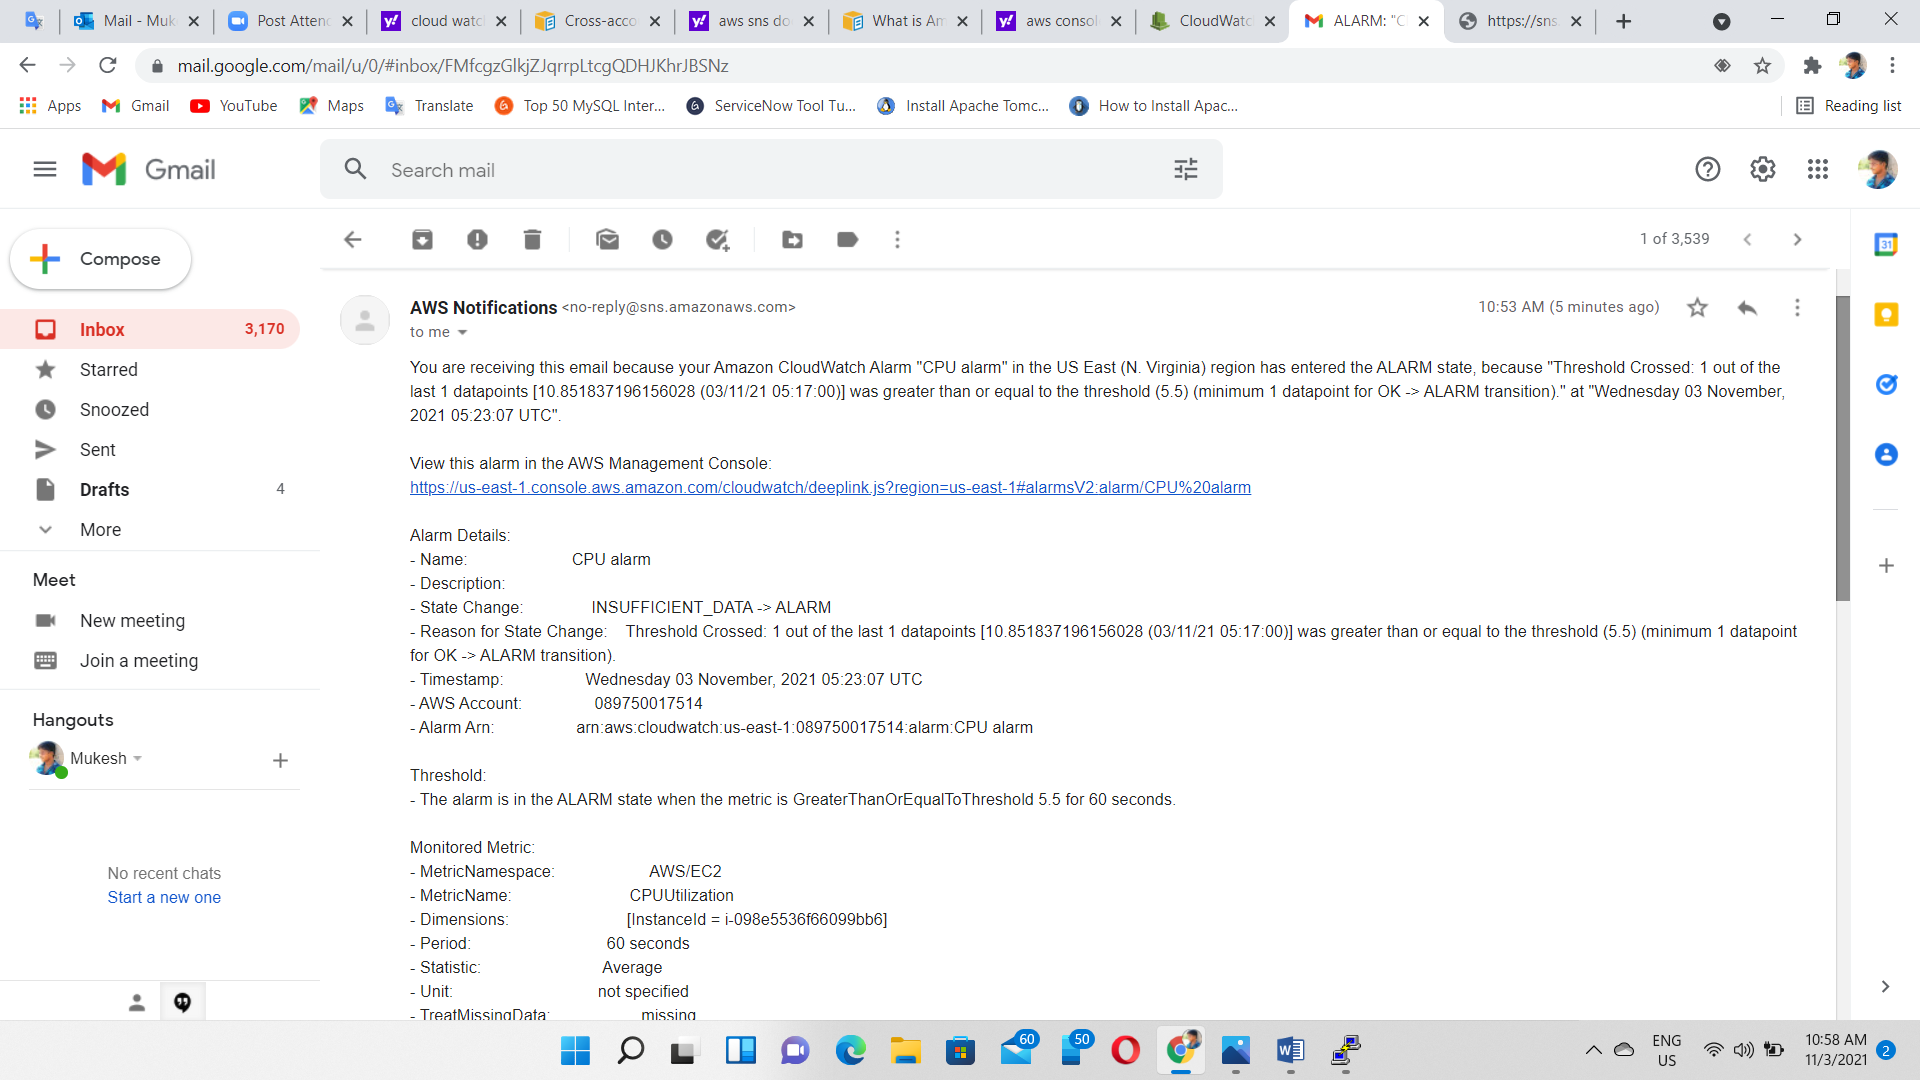 Mail - Muk
Post Atten
cloud watc
Cross-acco
aws sns do
What is Am
aws consol
CloudWatc
ALARM: "C
https://sns
mail.google.com/mail/u/0/#inbox/FMfcgzGlkjZJqrrpLtcgQDHJKhrJBSNz
Apps
Gmail
YouTube
Maps
Translate
Top 50 MySQL Inter...
ServiceNow Tool Tu...
Install Apache Tomc...
How to Install Apac...
Reading list
Gmail
Search mail
Compose
1 of 3,539
Inbox 3,170
Starred
Snoozed
Sent
Drafts 4
More
Meet
New meeting
Join a meeting
Hangouts
Mukesh
No recent chats
Start a new one
AWS Notifications <no-reply@sns.amazonaws.com> 10:53 AM (5 minutes ago)
to me
You are receiving this email because your Amazon CloudWatch Alarm "CPU alarm" in the US East (N. Virginia) region has entered the ALARM state, because "Threshold Crossed: 1 out of the
last 1 datapoints [10.851837196156028 (03/11/21 05:17:00)] was greater than or equal to the threshold (5.5) (minimum 1 datapoint for OK -> ALARM transition)." at "Wednesday 03 November,
2021 05:23:07 UTC".
View this alarm in the AWS Management Console:
https://us-east-1.console.aws.amazon.com/cloudwatch/deeplink.js?region=us-east-1#alarmsV2:alarm/CPU%20alarm
Alarm Details:
- Name: CPU alarm
- Description:
- State Change: INSUFFICIENT_DATA -> ALARM
- Reason for State Change: Threshold Crossed: 1 out of the last 1 datapoints [10.851837196156028 (03/11/21 05:17:00)] was greater than or equal to the threshold (5.5) (minimum 1 datapoint
for OK -> ALARM transition).
- Timestamp: Wednesday 03 November, 2021 05:23:07 UTC
- AWS Account: 089750017514
- Alarm Arn: arn:aws:cloudwatch:us-east-1:089750017514:alarm:CPU alarm
Threshold:
- The alarm is in the ALARM state when the metric is GreaterThanOrEqualToThreshold 5.5 for 60 seconds.
Monitored Metric:
- MetricNamespace: AWS/EC2
- MetricName: CPUUtilization
- Dimensions: [InstanceId = i-098e5536f66099bb6]
- Period: 60 seconds
- Statistic: Average
- Unit: not specified
- TreatMissingData: missing
31
60
50
ENG
US
10:58 AM
11/3/2021
2